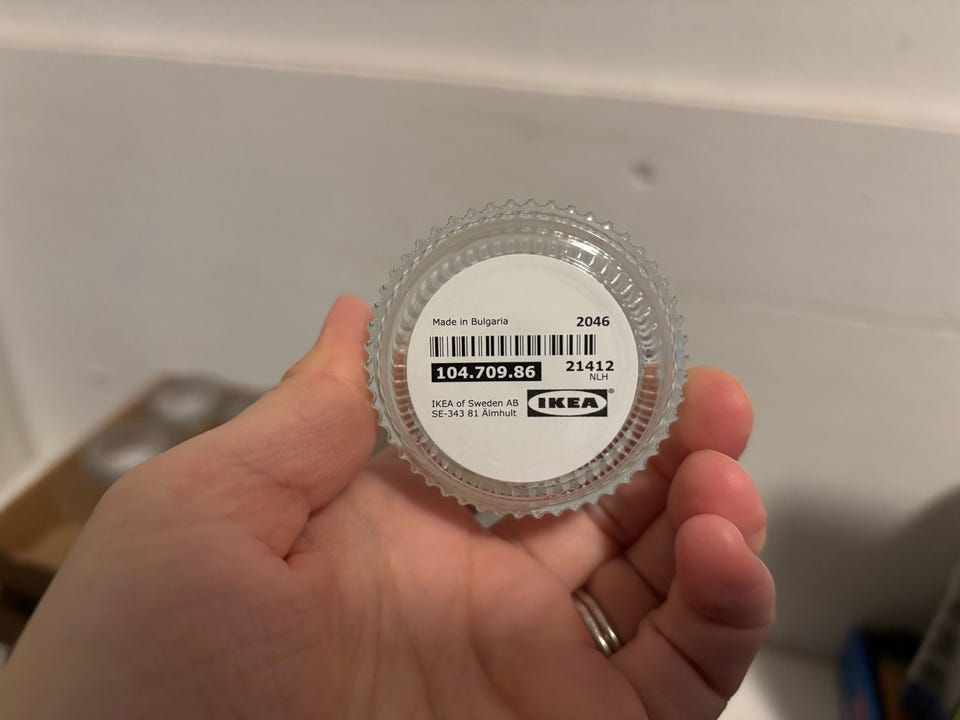 Made in Bulgaria 2046
104.709.86 21412
NLH
IKEA of Sweden AB
SE-343 81 Älmhult
IKEA®